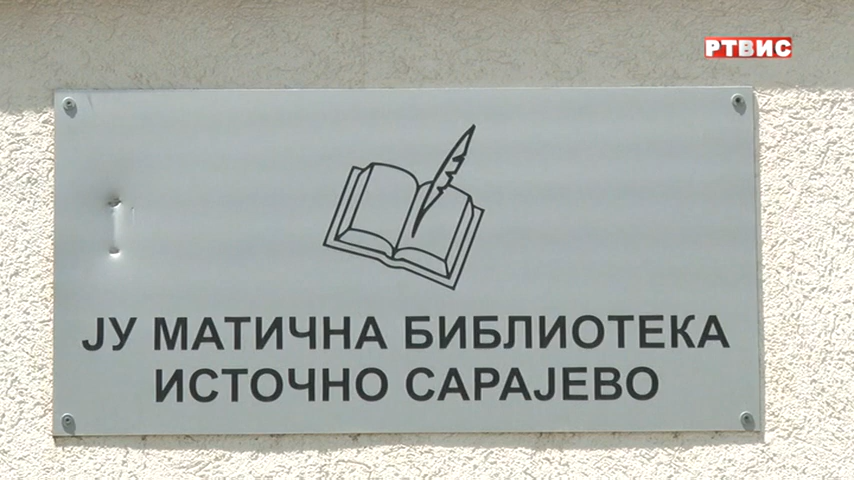 РТВИС
ЈУ МАТИЧНА БИБЛИОТЕКА
ИСТОЧНО САРАЈЕВО